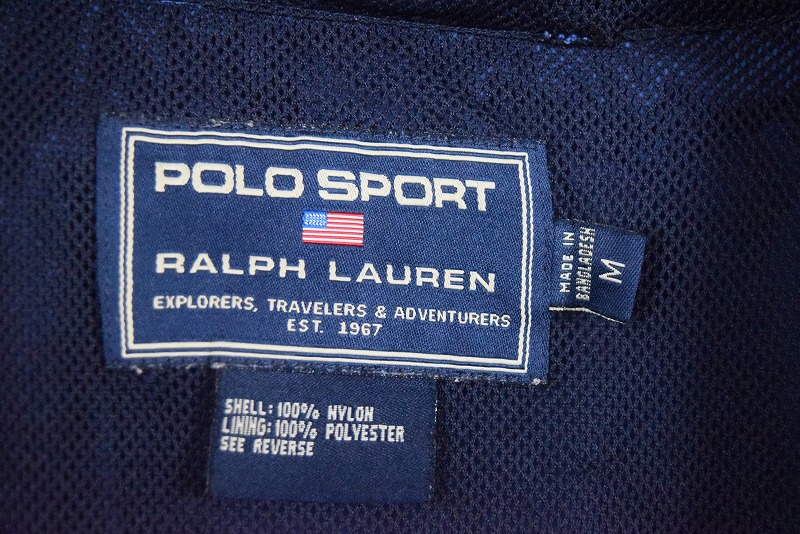 POLO SPORT
RALPH LAUREN
EXPLORERS, TRAVELERS & ADVENTURERS
EST. 1967
MADE IN
BANGLADESH
M
SHELL: 100% NYLON
LINING: 100% POLYESTER
SEE REVERSE